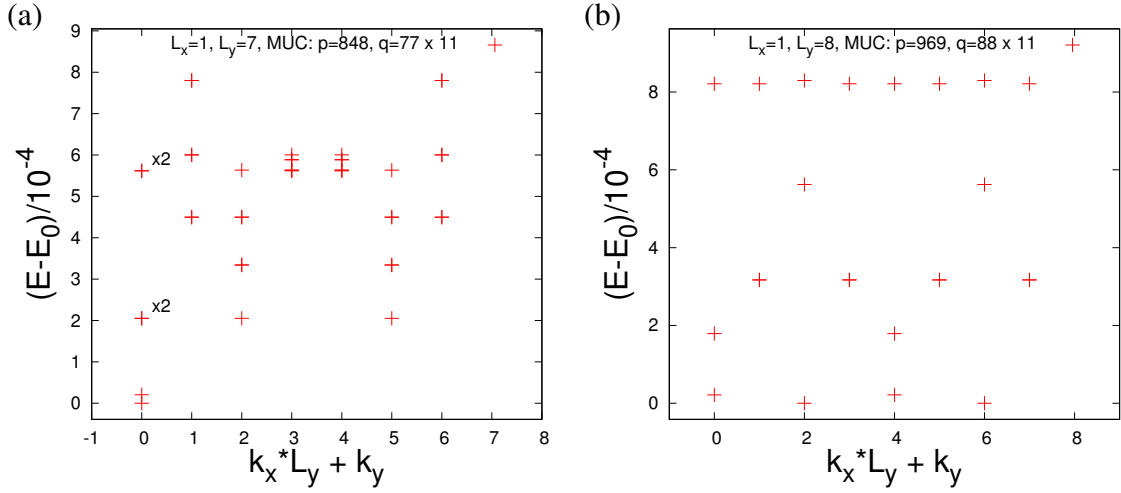 (a)
L_x=1, L_y=7, MUC: p=848, q=77 x 11
(E-E_0)/10^-4
9
8
7
6
5
4
3
2
1
0
x2
x2
-1 0 1 2 3 4 5 6 7 8
k_x*L_y + k_y
(b)
L_x=1, L_y=8, MUC: p=969, q=88 x 11
(E-E_0)/10^-4
8
6
4
2
0
0 2 4 6 8
k_x*L_y + k_y